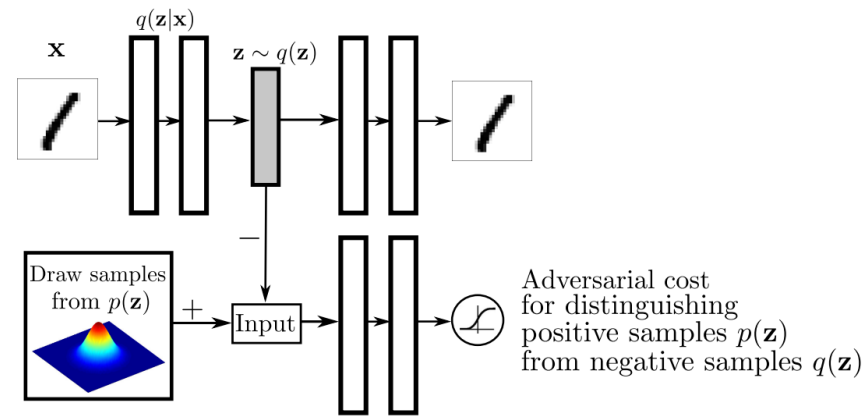 q(z|x)
x
z ∼ q(z)
−
Draw samples
from p(z)
+
Input
Adversarial cost
for distinguishing
positive samples p(z)
from negative samples q(z)